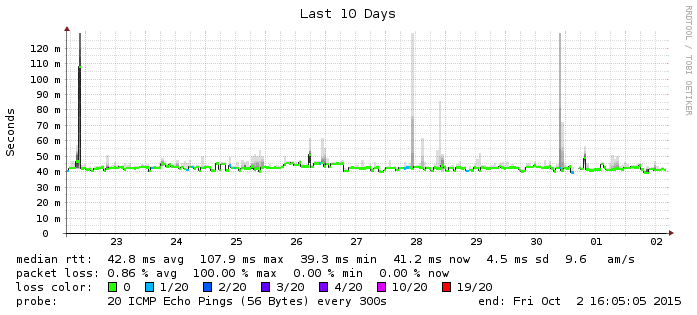 Last 10 Days
RRDTOOL / TOBI OETIKER
Seconds
120 m
110 m
100 m
90 m
80 m
70 m
60 m
50 m
40 m
30 m
20 m
10 m
0
23 24 25 26 27 28 29 30 01 02
median rtt: 42.8 ms avg 107.9 ms max 39.3 ms min 41.2 ms now 4.5 ms sd 9.6 am/s
packet loss: 0.86 % avg 100.00 % max 0.00 % min 0.00 % now
loss color: 0 1/20 2/20 3/20 4/20 10/20 19/20
probe: 20 ICMP Echo Pings (56 Bytes) every 300s end: Fri Oct 2 16:05:05 2015